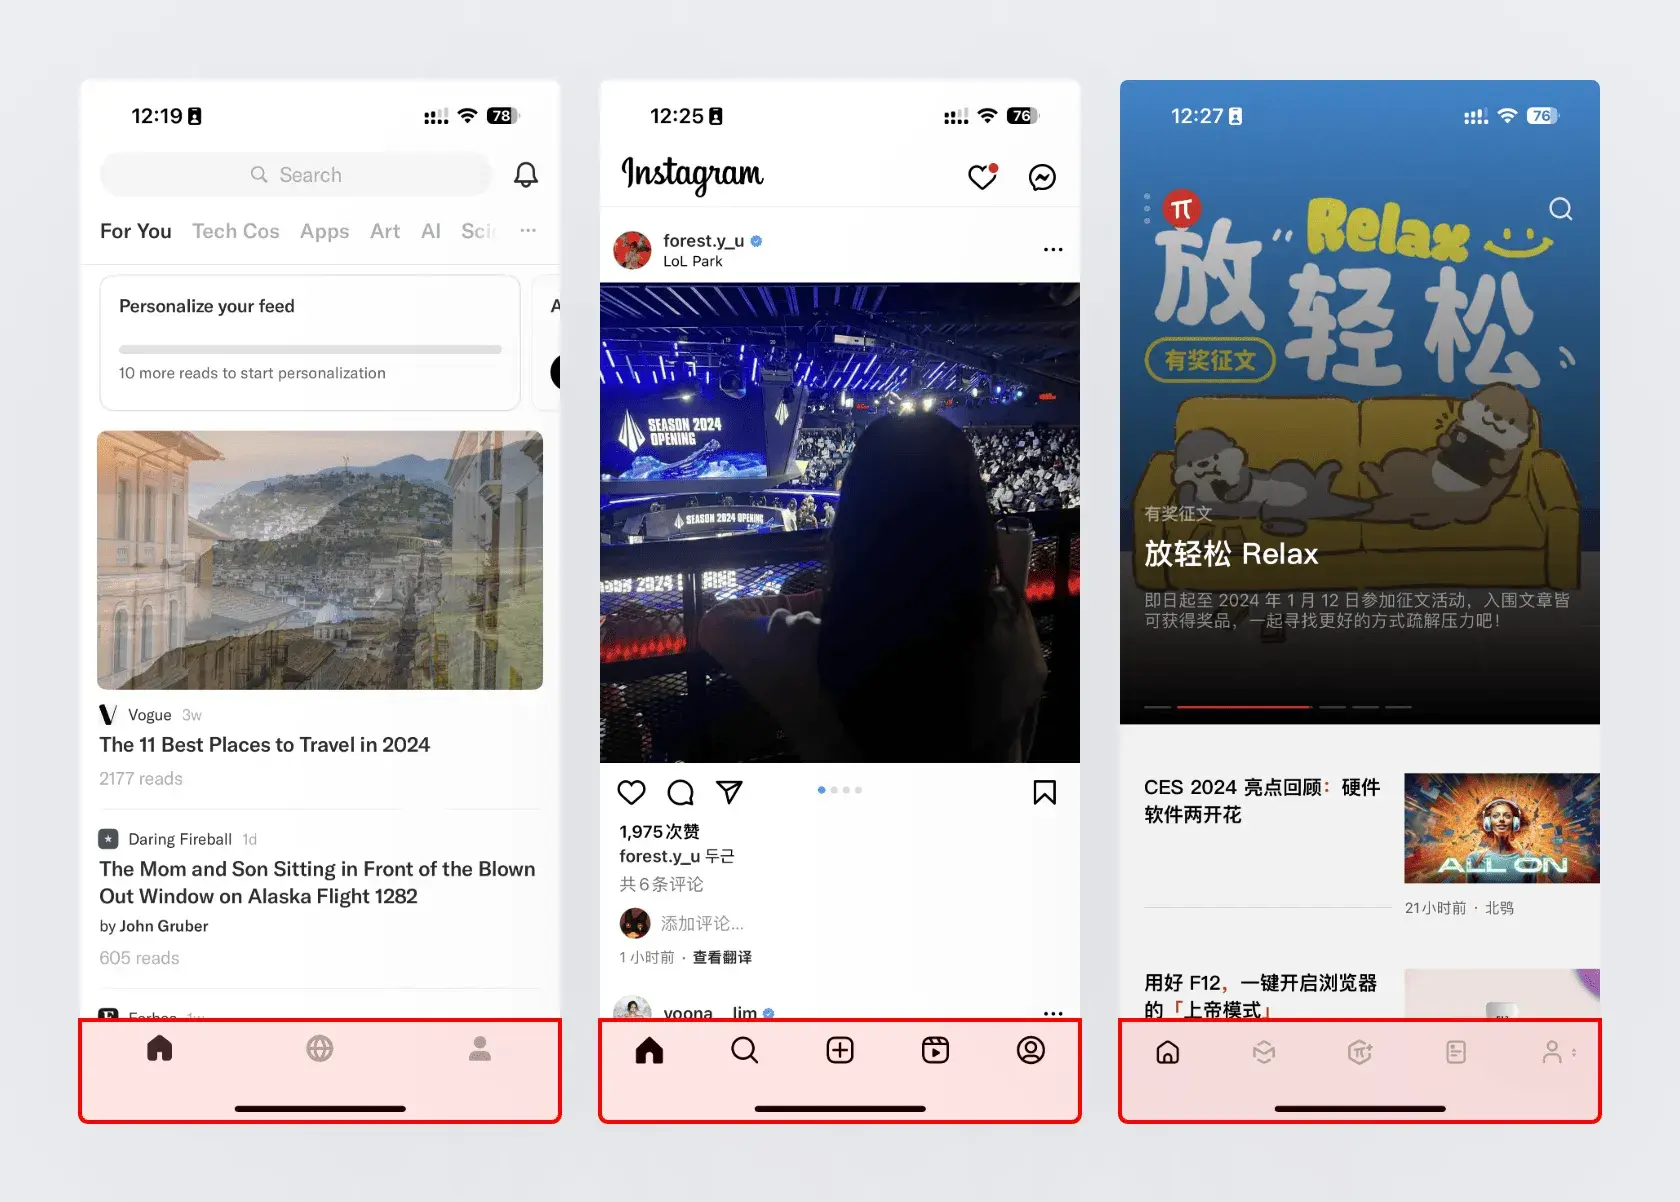 12:19
78
Search
For You Tech Cos Apps Art AI Sci ...
Personalize your feed
10 more reads to start personalization
A
Vogue 3w
The 11 Best Places to Travel in 2024
2177 reads
Daring Fireball 1d
The Mom and Son Sitting in Front of the Blown
Out Window on Alaska Flight 1282
by John Gruber
605 reads
Forbes 1w
12:25
76
Instagram
forest.y_u
LoL Park
SEASON 2024
OPENING
SEASON 2024 OPENING
1,975次赞
forest.y_u 두근
共 6 条评论
添加评论...
1 小时前 · 查看翻译
yoona__lim
12:27
76
π
“Relax
放轻松”
有奖征文
有奖征文
放轻松 Relax
即日起至 2024 年 1 月 12 日参加征文活动，入围文章皆
可获得奖品，一起寻找更好的方式疏解压力吧！
CES 2024 亮点回顾：硬件
软件两开花
ALL ON
21小时前 · 北鸮
用好 F12，一键开启浏览器
的「上帝模式」